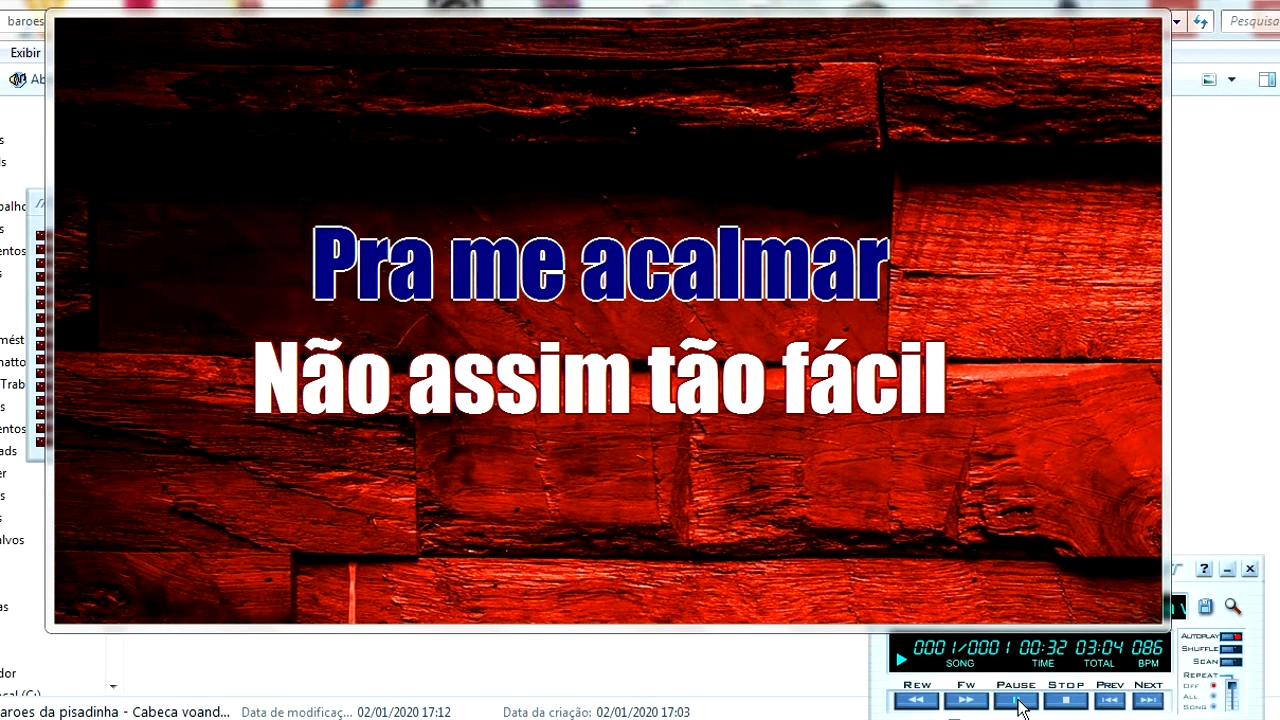 baroes
Pesquisa
Exibir
Pra me acalmar
Não assim tão fácil
0001/0001 00:32 03:04 086
SONG TIME TOTAL BPM
REW FW PAUSE STOP PREV NEXT
AUTOPLAY
SHUFFLE
SCAN
REPEAT
OFF
ALL
SONG
aroes da pisadinha - Cabeca voand... Data de modificaç... 02/01/2020 17:12 Data da criação: 02/01/2020 17:03